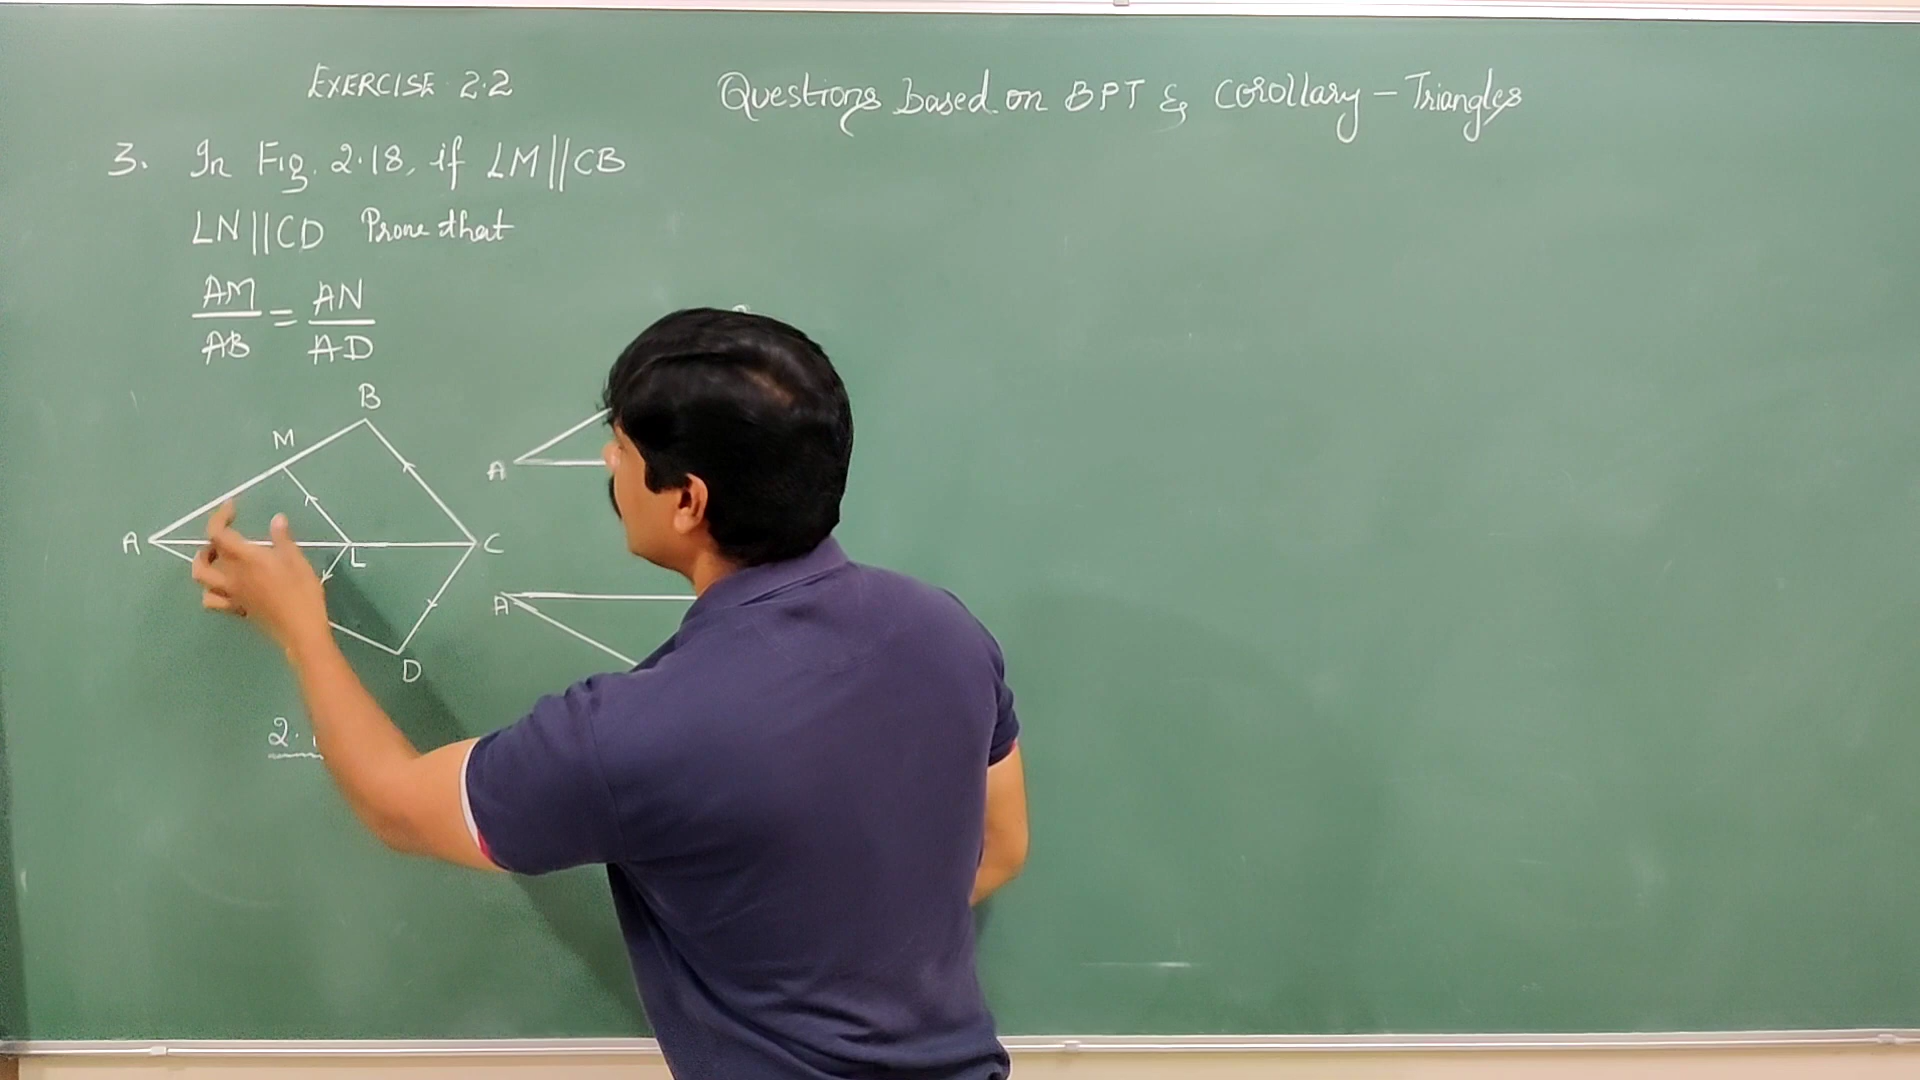 EXERCISE 2.2
Questions based on BPT & Corollary – Triangles
3. In Fig. 2.18, if LM||CB
LN||CD Prove that
AM/AB = AN/AD
B
M
A
L
C
D
A
A
2.